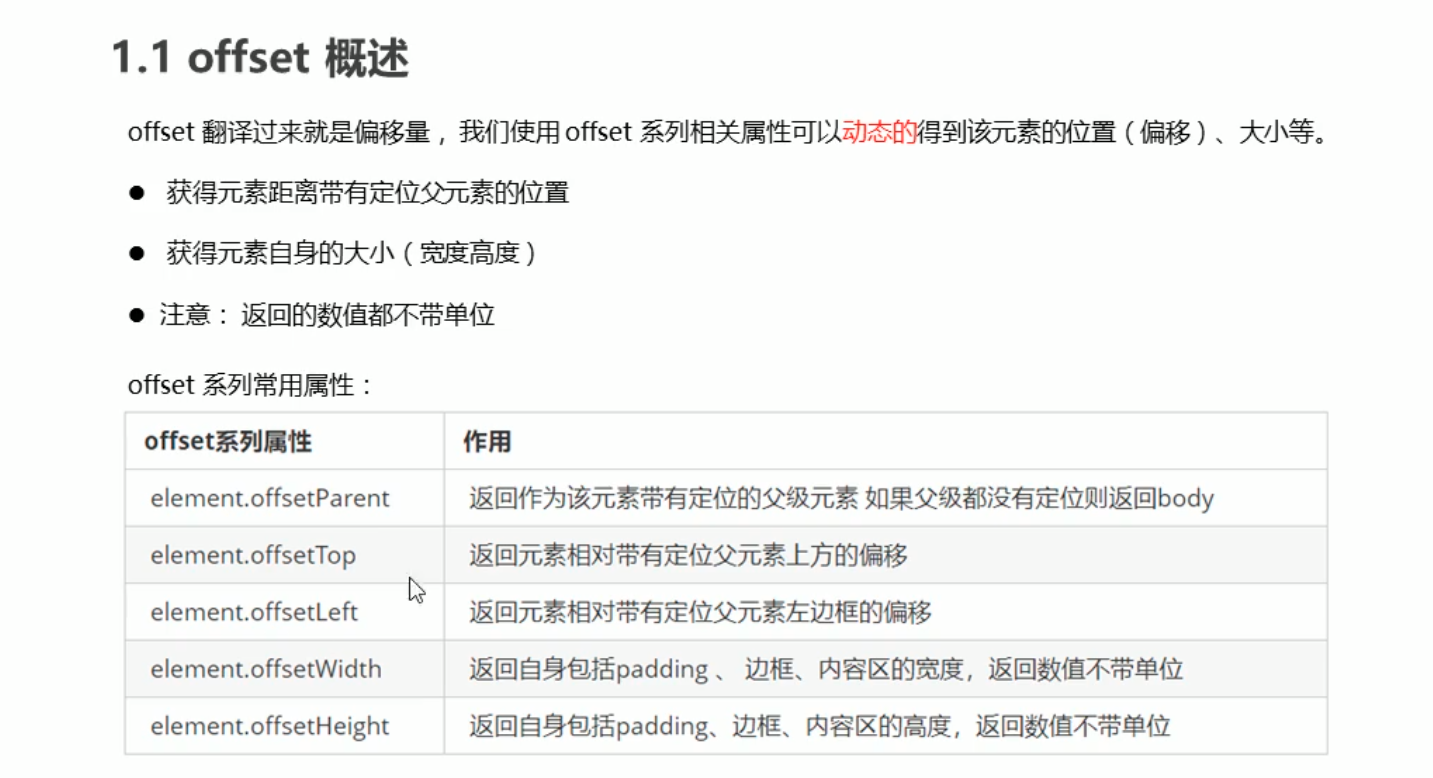 1.1 offset 概述
offset 翻译过来就是偏移量，我们使用 offset 系列相关属性可以动态的得到该元素的位置（偏移）、大小等。
● 获得元素距离带有定位父元素的位置
● 获得元素自身的大小（宽度高度）
● 注意： 返回的数值都不带单位
offset 系列常用属性：
offset系列属性 作用
element.offsetParent 返回作为该元素带有定位的父级元素 如果父级都没有定位则返回body
element.offsetTop 返回元素相对带有定位父元素上方的偏移
element.offsetLeft 返回元素相对带有定位父元素左边框的偏移
element.offsetWidth 返回自身包括padding 、 边框、内容区的宽度，返回数值不带单位
element.offsetHeight 返回自身包括padding、边框、内容区的高度，返回数值不带单位